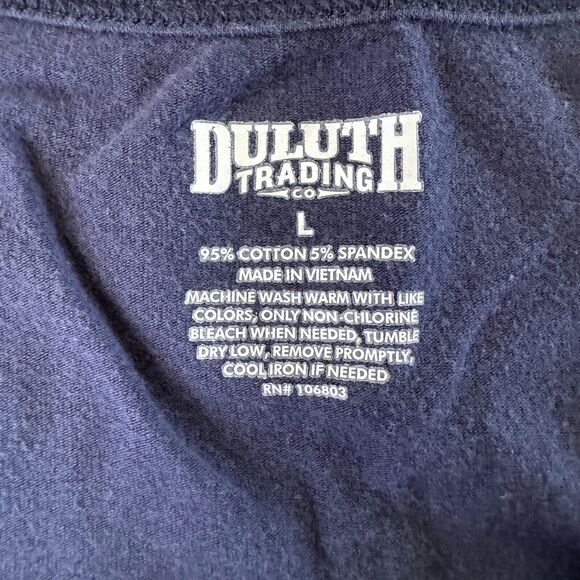 DULUTH
TRADING
CO
L
95% COTTON 5% SPANDEX
MADE IN VIETNAM
MACHINE WASH WARM WITH LIKE
COLORS, ONLY NON-CHLORINE
BLEACH WHEN NEEDED, TUMBLE
DRY LOW, REMOVE PROMPTLY,
COOL IRON IF NEEDED
RN# 106803